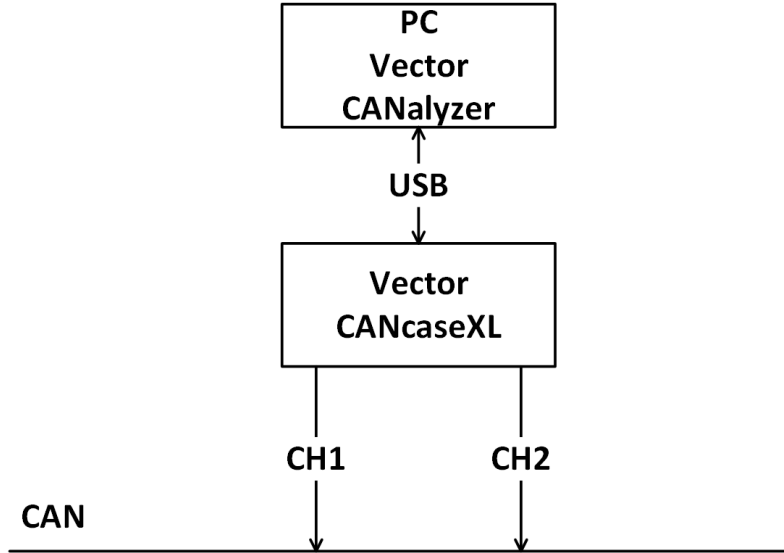 PC
Vector
CANalyzer
USB
Vector
CANcaseXL
CH1
CH2
CAN